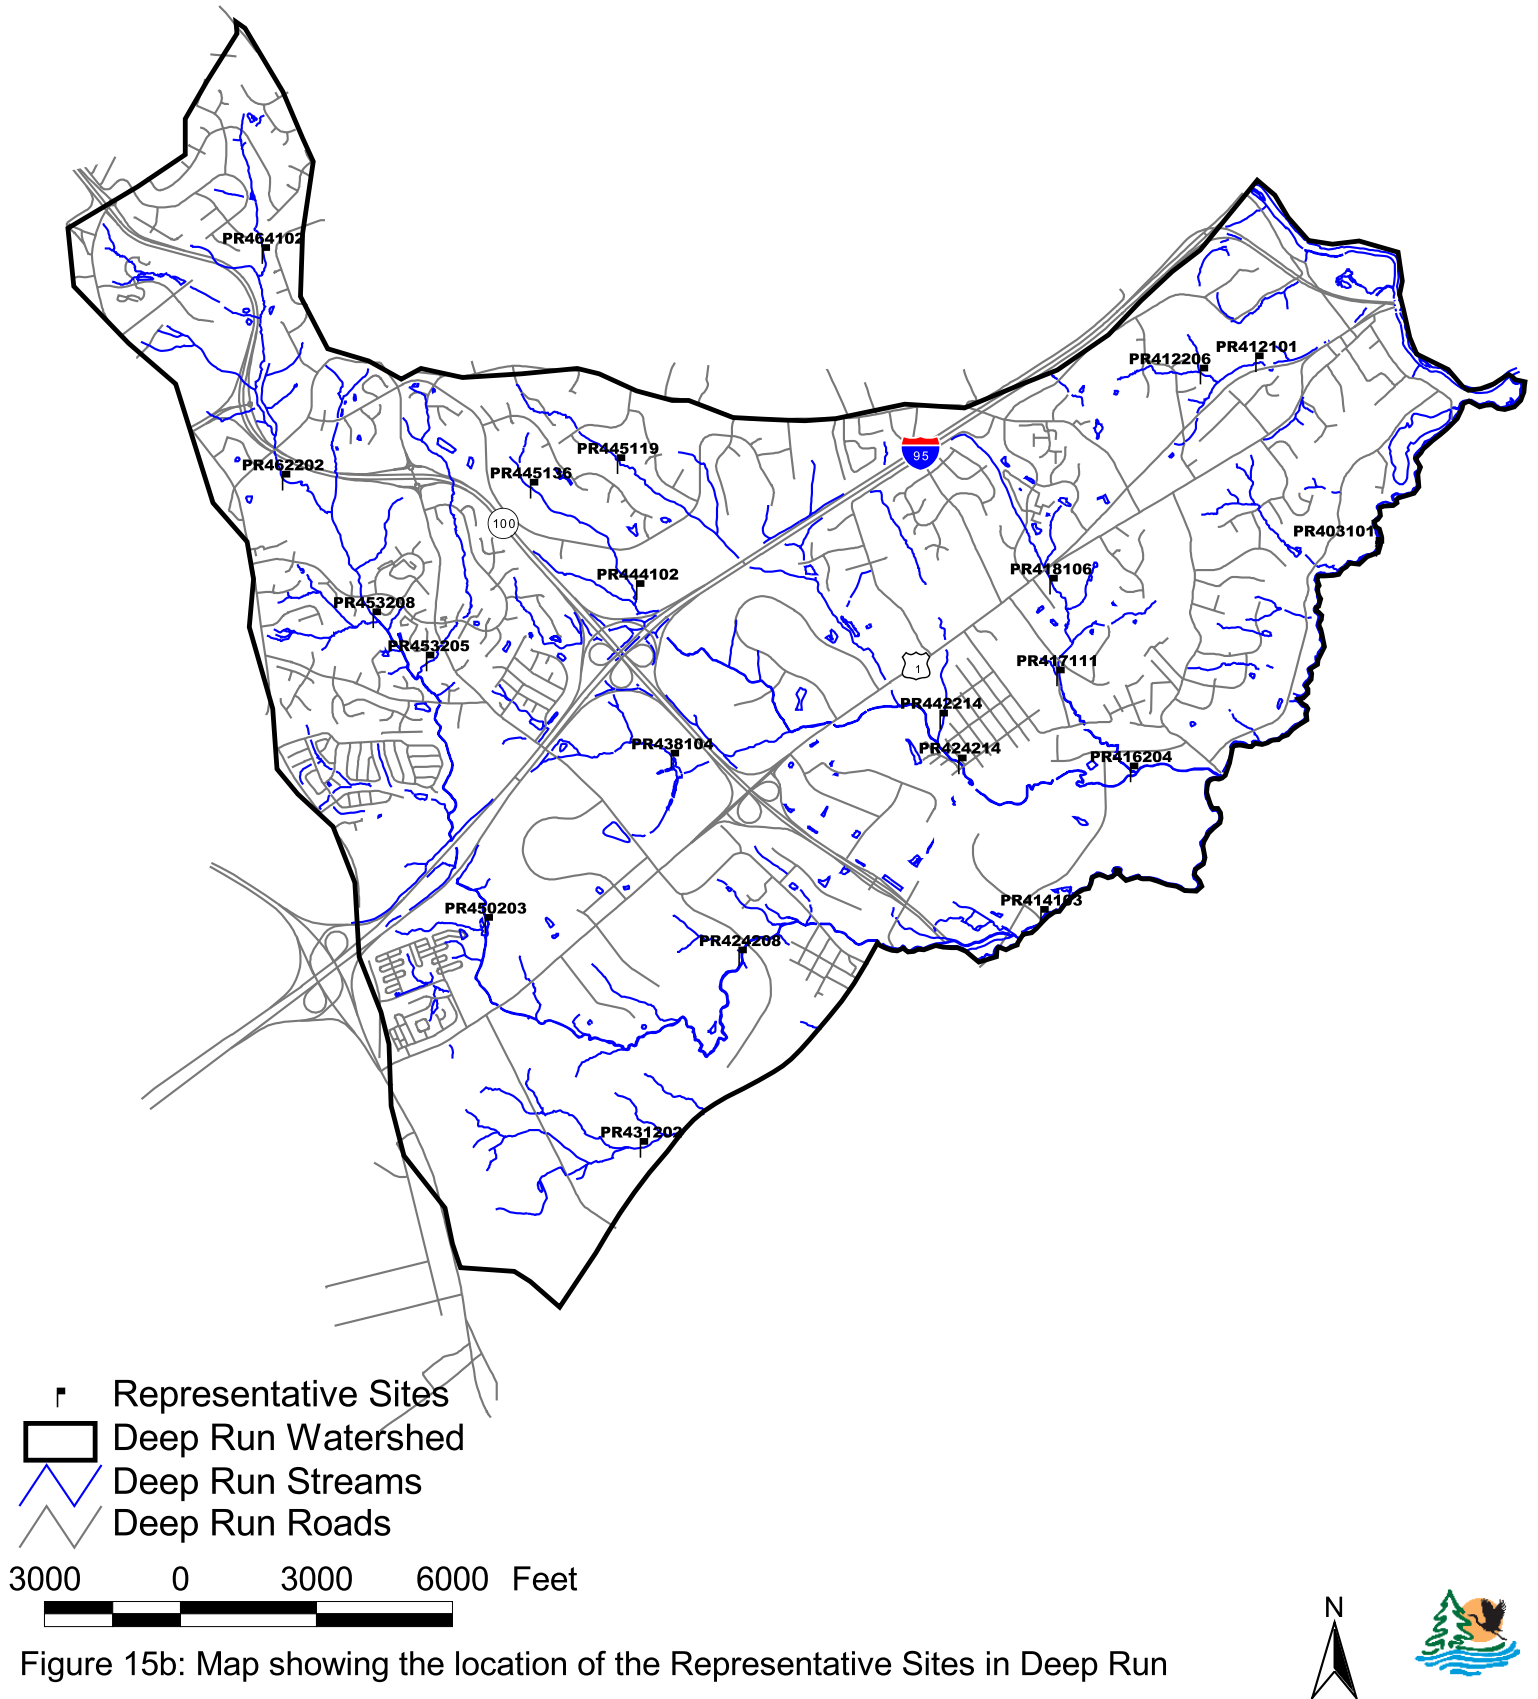 PR464102
PR412101
PR412206
PR445119
95
PR462202
PR445136
100
PR403101
PR418106
PR444102
PR453208
PR453205
PR417111
1
PR442214
PR438104
PR424214
PR416204
PR414103
PR450203
PR424208
PR431202
Representative Sites
Deep Run Watershed
Deep Run Streams
Deep Run Roads
3000 0 3000 6000 Feet
N
Figure 15b: Map showing the location of the Representative Sites in Deep Run